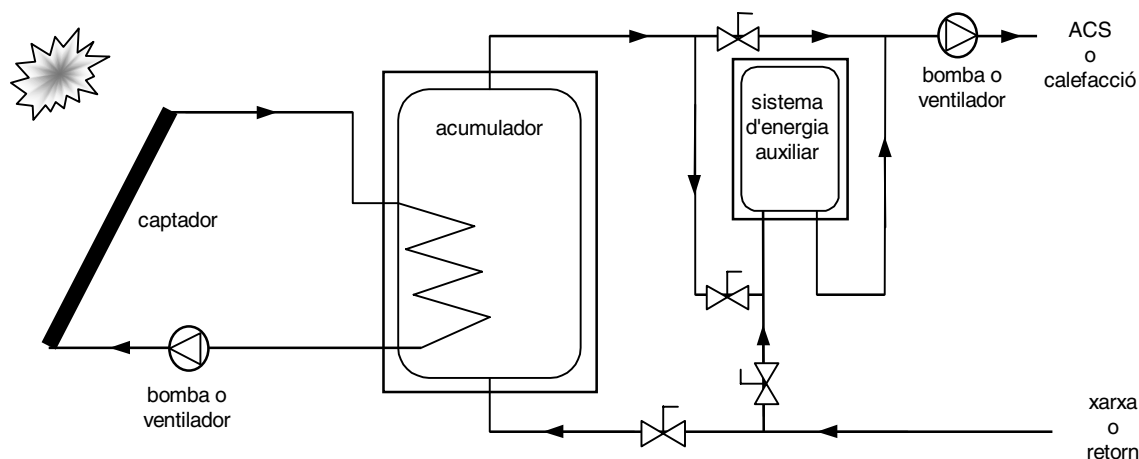 ACS
o
calefacció
bomba o
ventilador
sistema
d'energia
auxiliar
acumulador
captador
bomba o
ventilador
xarxa
o
retorn